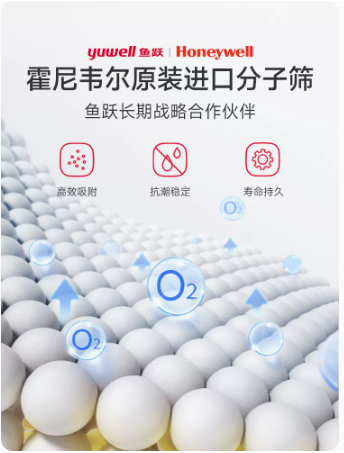 yuwell 鱼跃 | Honeywell
霍尼韦尔原装进口分子筛
鱼跃长期战略合作伙伴
高效吸附 抗潮稳定 寿命持久
O2
O2
O2